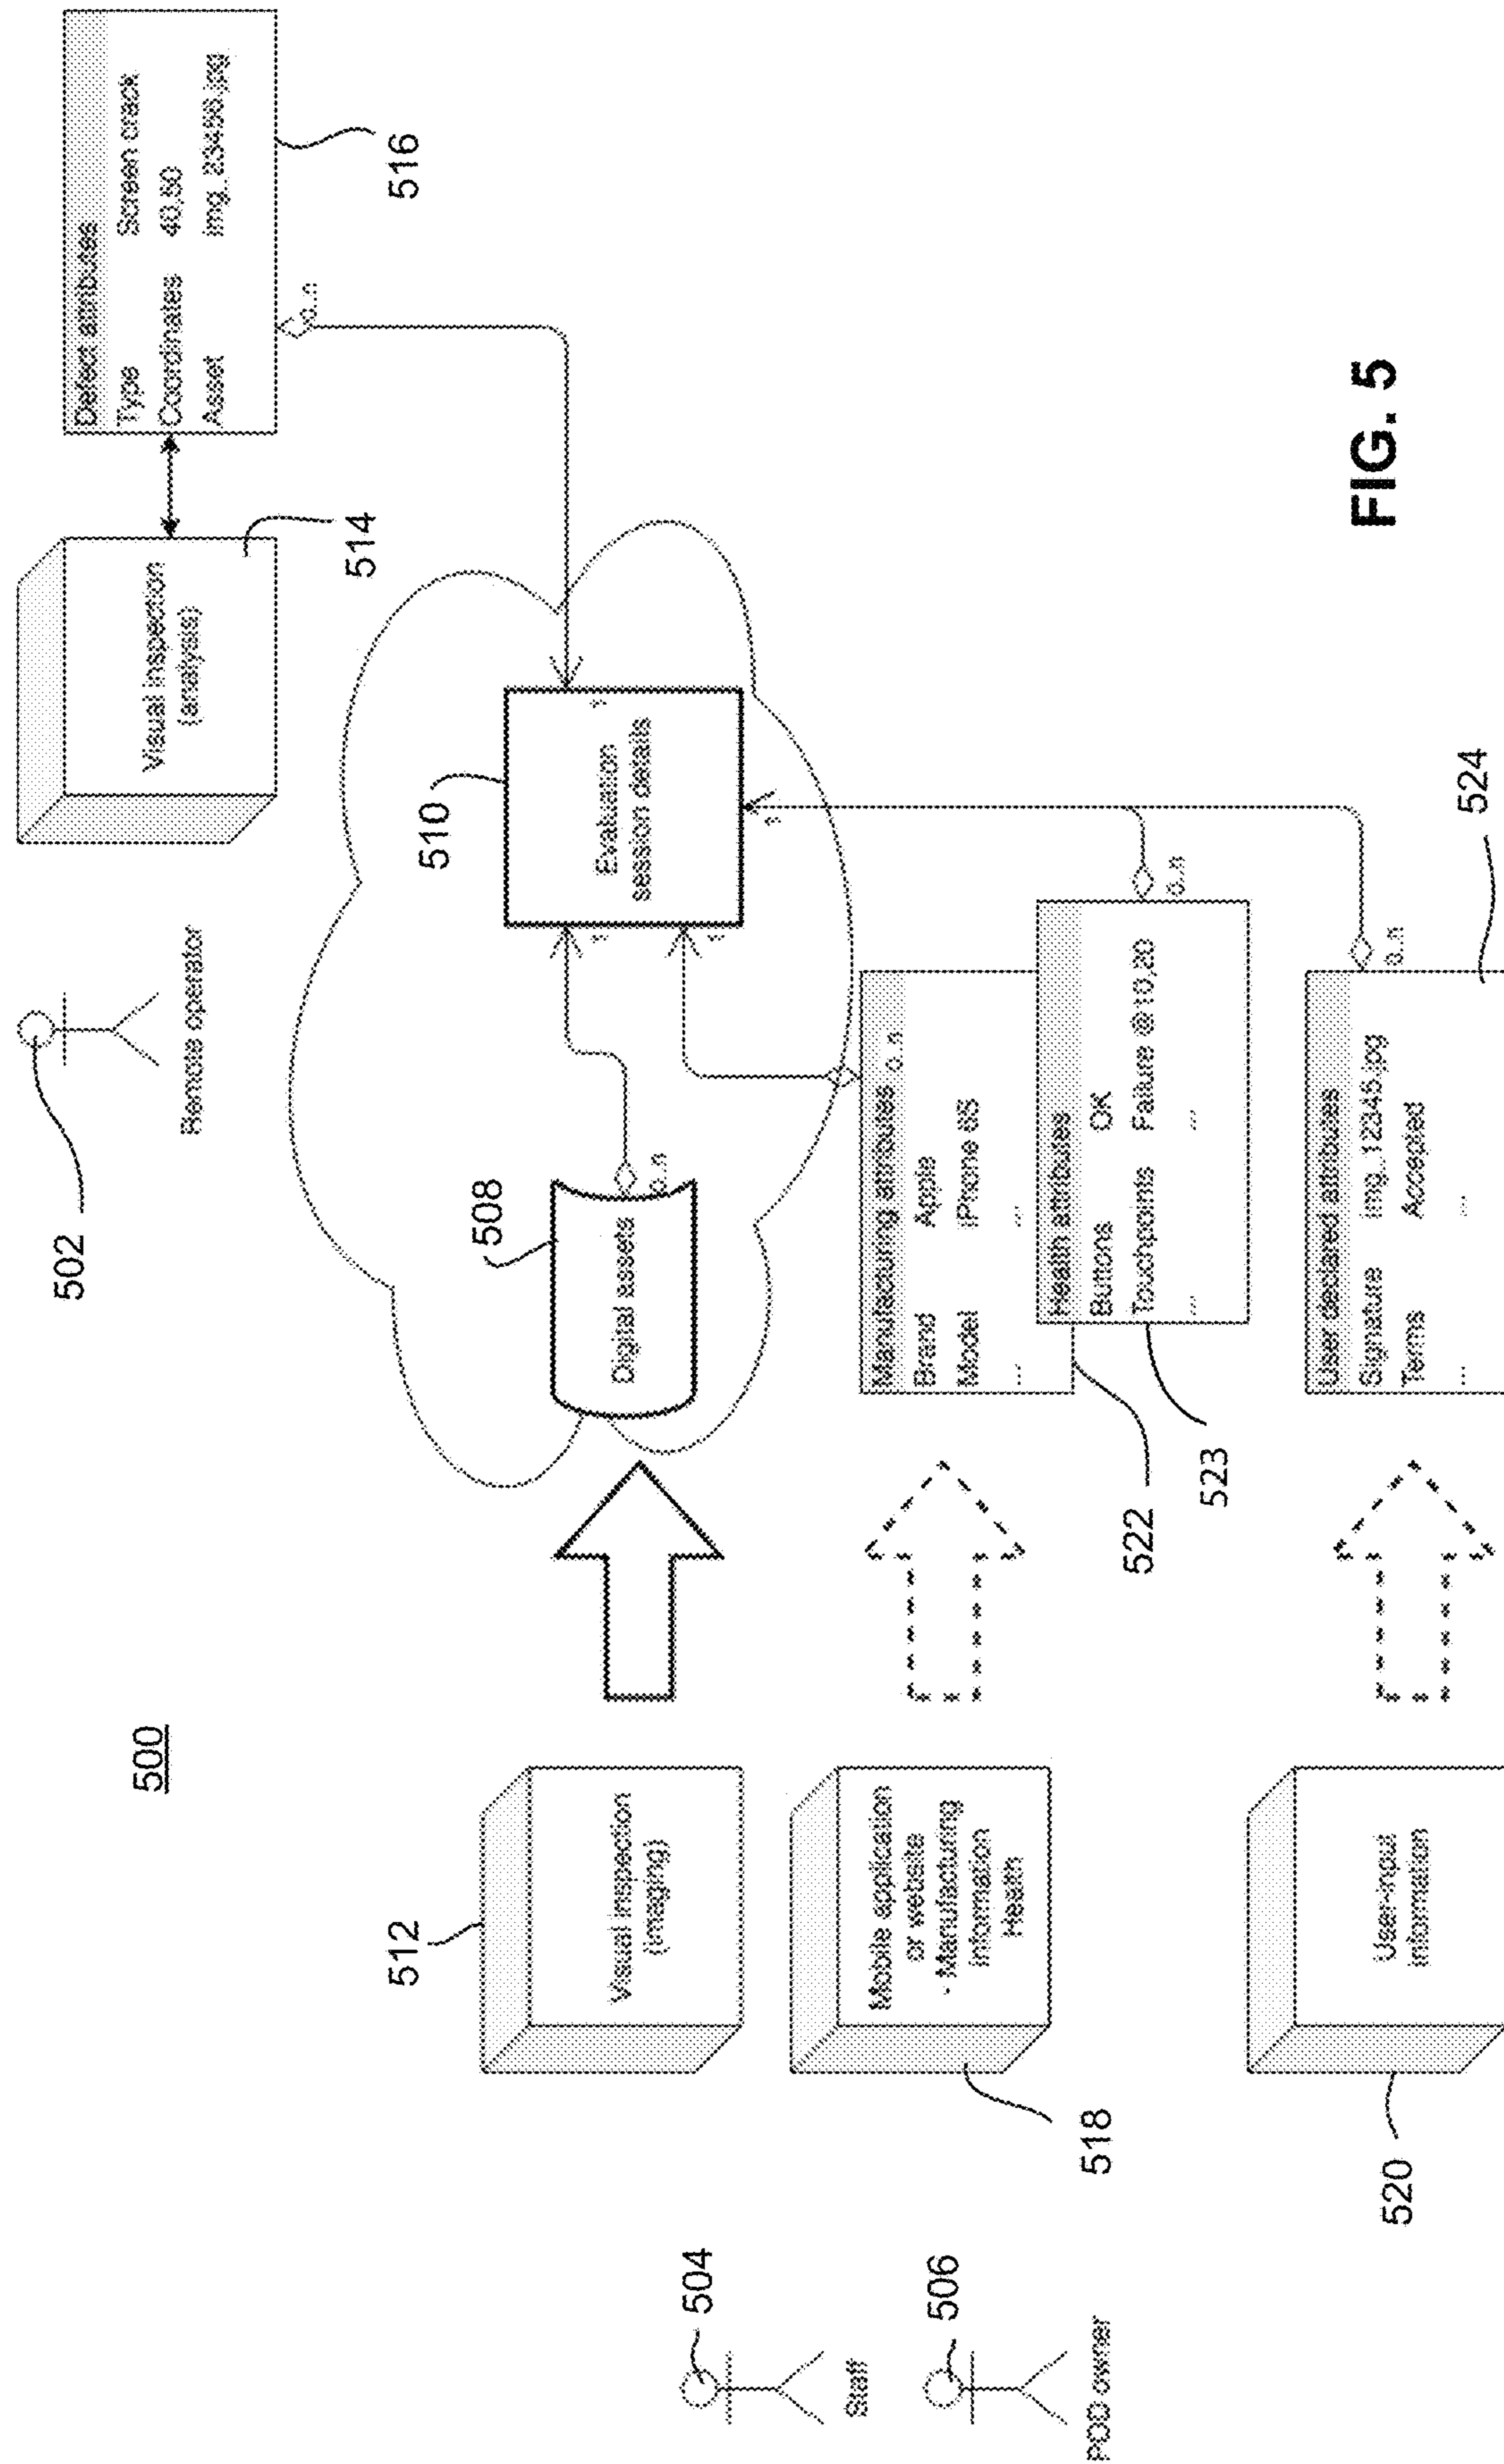 500
502
Remote operator
Visual inspection
(analysis)
514
Defect attributes
Type Screen crack
Coordinates 40,50
Asset img_23456.jpg
516
0..n
512
Visual inspection
(imaging)
508
Digital assets
0..n
510
Evaluation
session details
1
1
1
1
504
Staff
506
POD owner
518
Mobile application
or website
- Manufacturing
information
Health
522
Manufacturing attributes 0..n
Brand Apple
Model iPhone 6S
... ...
523
Health attributes
Buttons OK
Touchpoints Failure @10,20
... ...
0..n
520
User-input
information
User declared attributes
Signature img_12345.jpg
Terms Accepted
... ...
0..n
524
FIG. 5